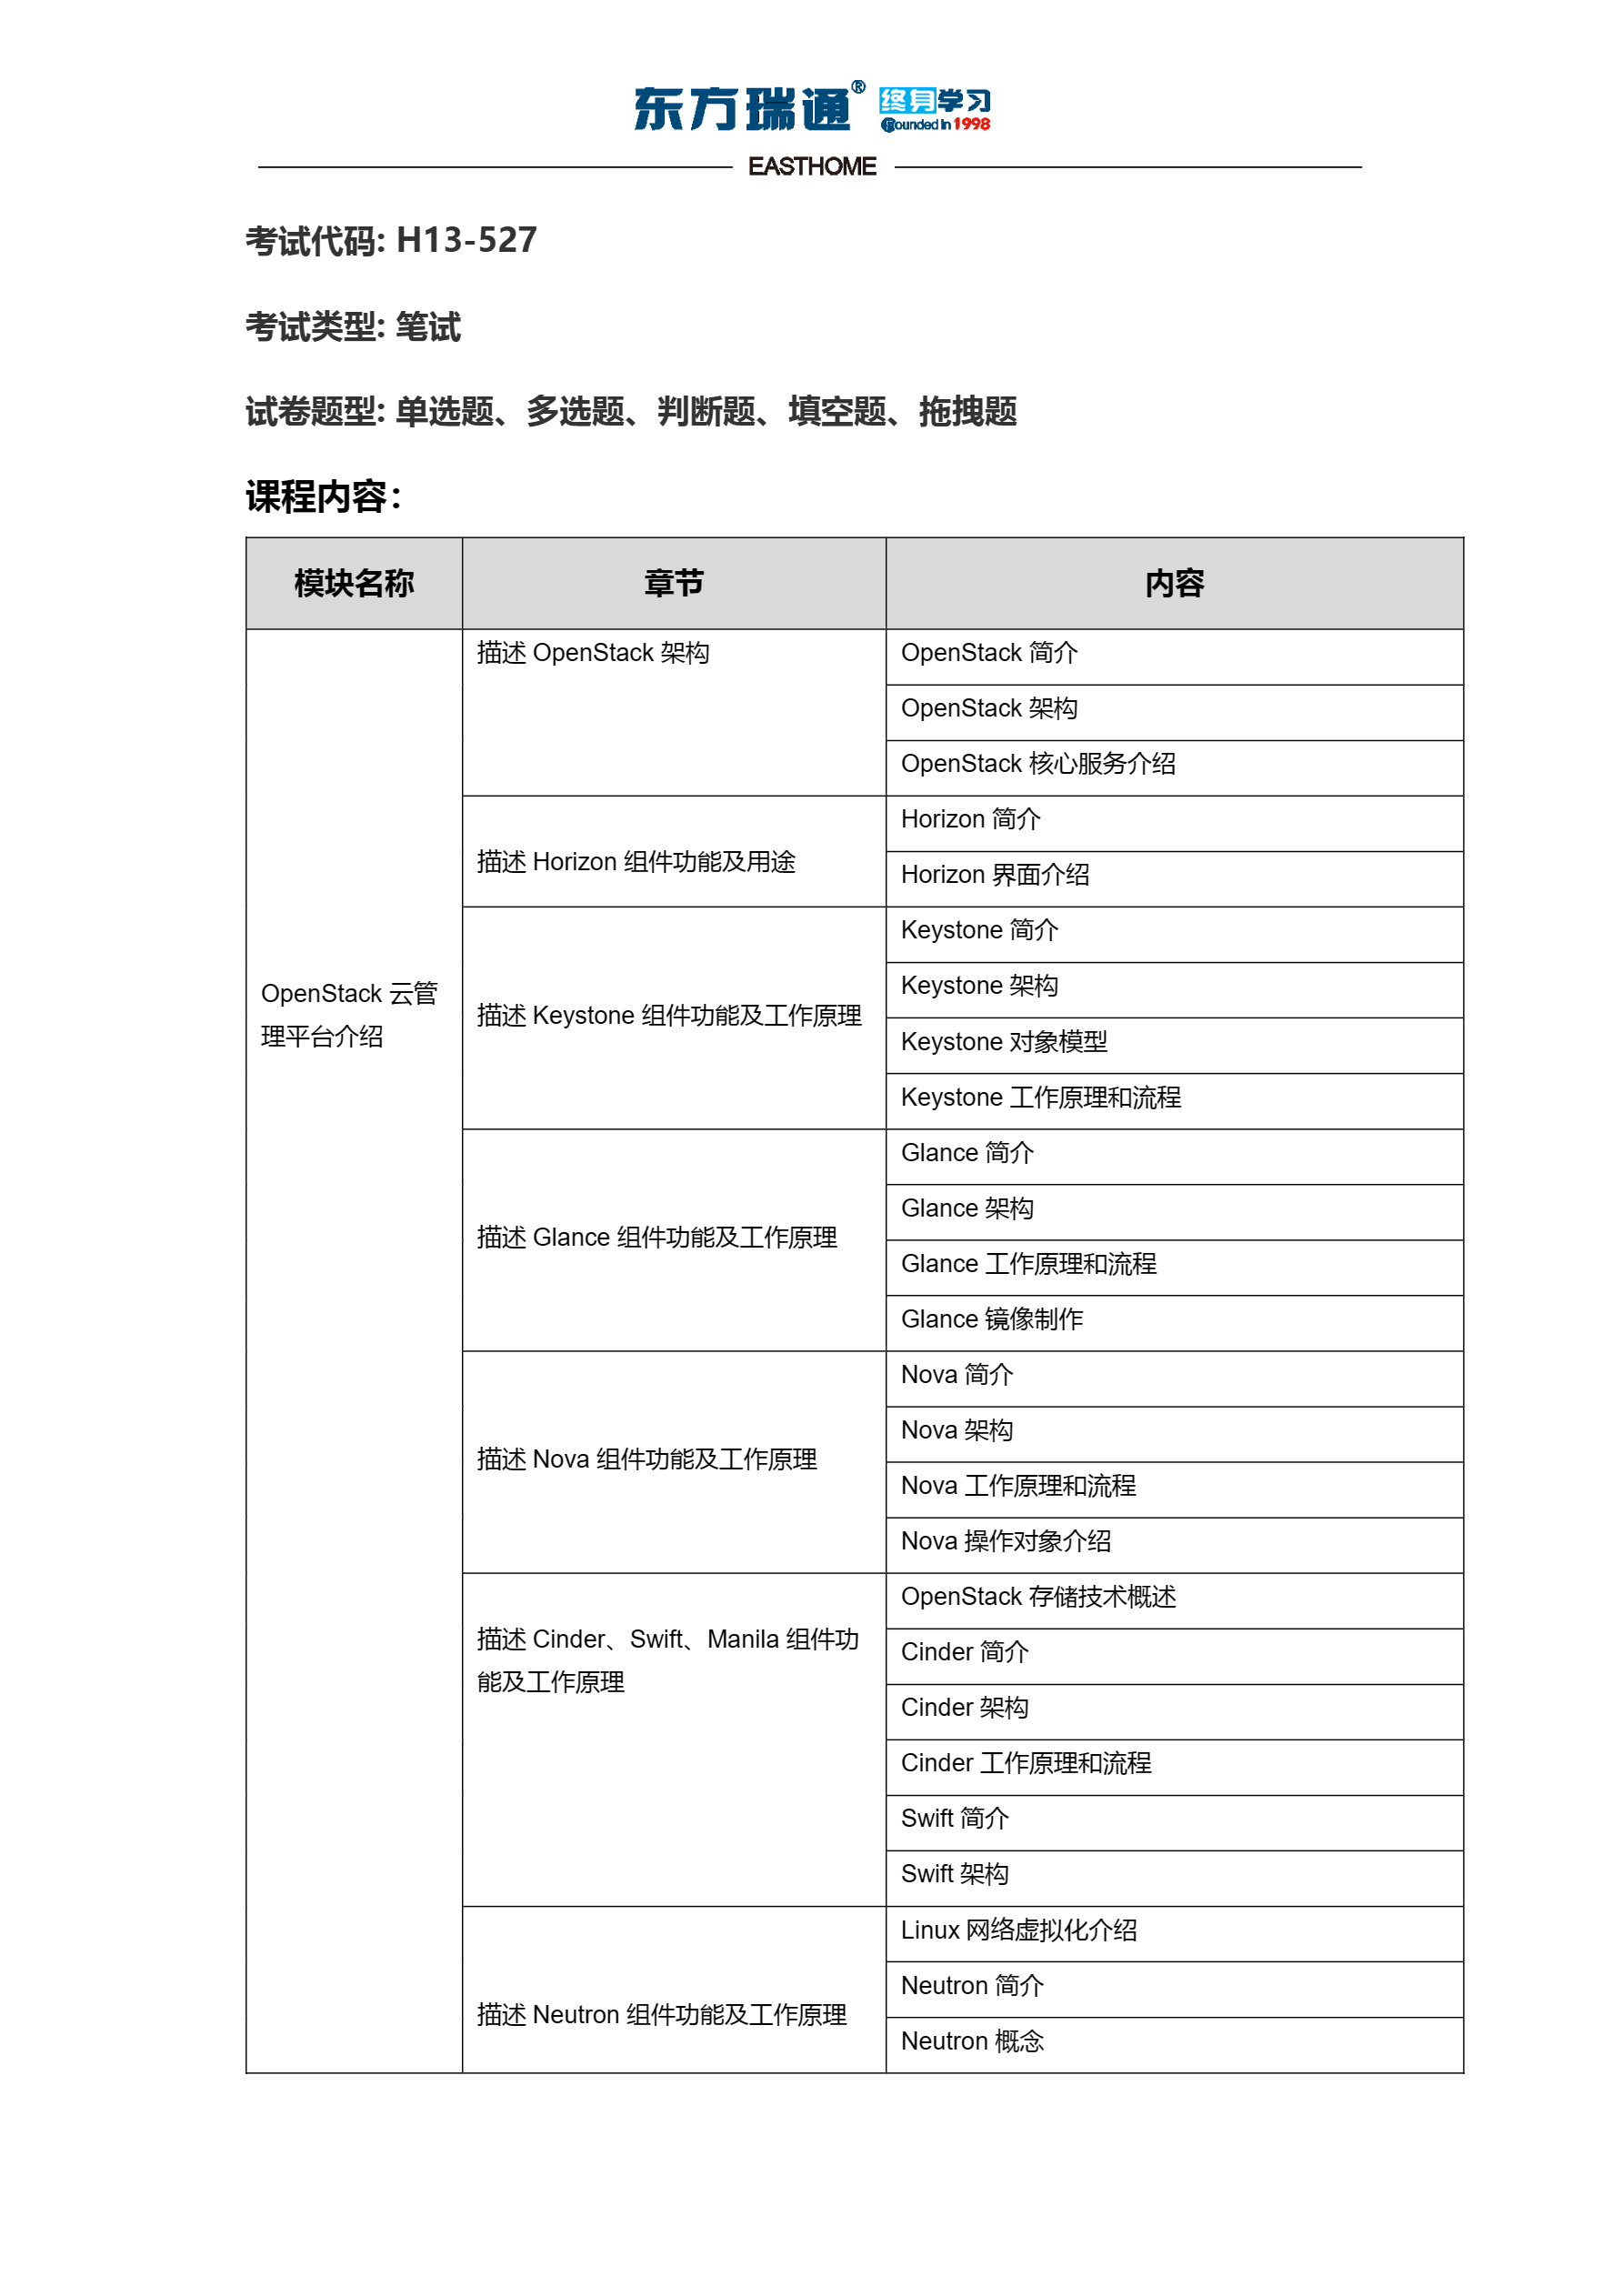 东方瑞通® 终身学习
Founded in 1998
EASTHOME
考试代码: H13-527
考试类型: 笔试
试卷题型: 单选题、多选题、判断题、填空题、拖拽题
课程内容：
模块名称 章节 内容
OpenStack 云管
理平台介绍
描述 OpenStack 架构
OpenStack 简介
OpenStack 架构
OpenStack 核心服务介绍
描述 Horizon 组件功能及用途
Horizon 简介
Horizon 界面介绍
描述 Keystone 组件功能及工作原理
Keystone 简介
Keystone 架构
Keystone 对象模型
Keystone 工作原理和流程
描述 Glance 组件功能及工作原理
Glance 简介
Glance 架构
Glance 工作原理和流程
Glance 镜像制作
描述 Nova 组件功能及工作原理
Nova 简介
Nova 架构
Nova 工作原理和流程
Nova 操作对象介绍
描述 Cinder、Swift、Manila 组件功
能及工作原理
OpenStack 存储技术概述
Cinder 简介
Cinder 架构
Cinder 工作原理和流程
Swift 简介
Swift 架构
描述 Neutron 组件功能及工作原理
Linux 网络虚拟化介绍
Neutron 简介
Neutron 概念